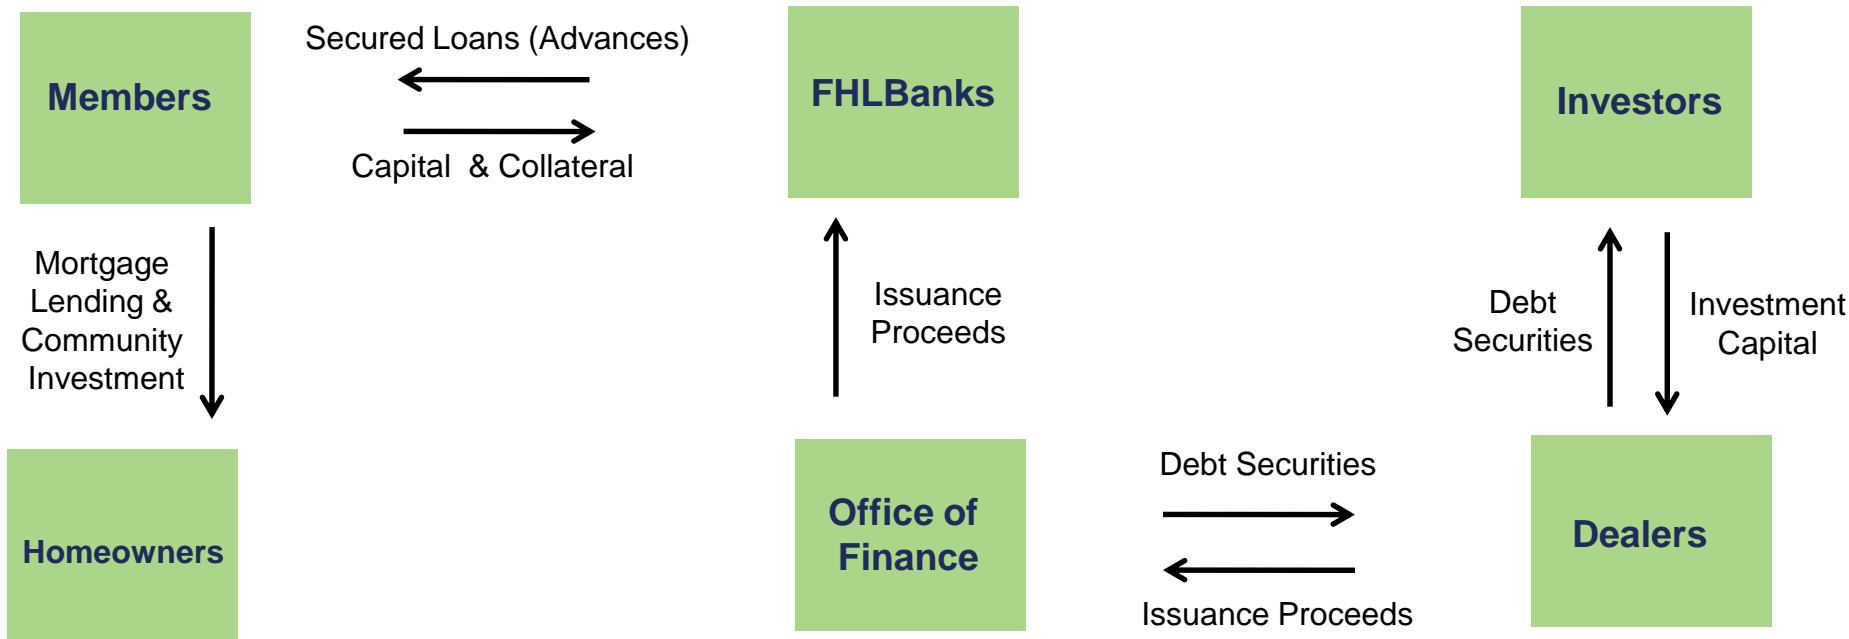 Members
Secured Loans (Advances)
Capital & Collateral
FHLBanks
Investors
Mortgage
Lending &
Community
Investment
Issuance
Proceeds
Debt
Securities
Investment
Capital
Homeowners
Office of
Finance
Debt Securities
Issuance Proceeds
Dealers